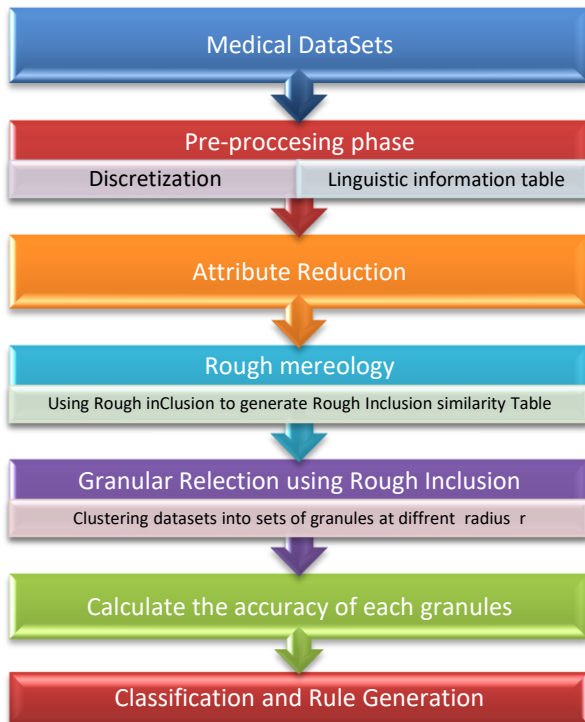 Medical DataSets
Pre-proccesing phase
Discretization
Linguistic information table
Attribute Reduction
Rough mereology
Using Rough inClusion to generate Rough Inclusion similarity Table
Granular Relection using Rough Inclusion
Clustering datasets into sets of granules at diffrent radius r
Calculate the accuracy of each granules
Classification and Rule Generation